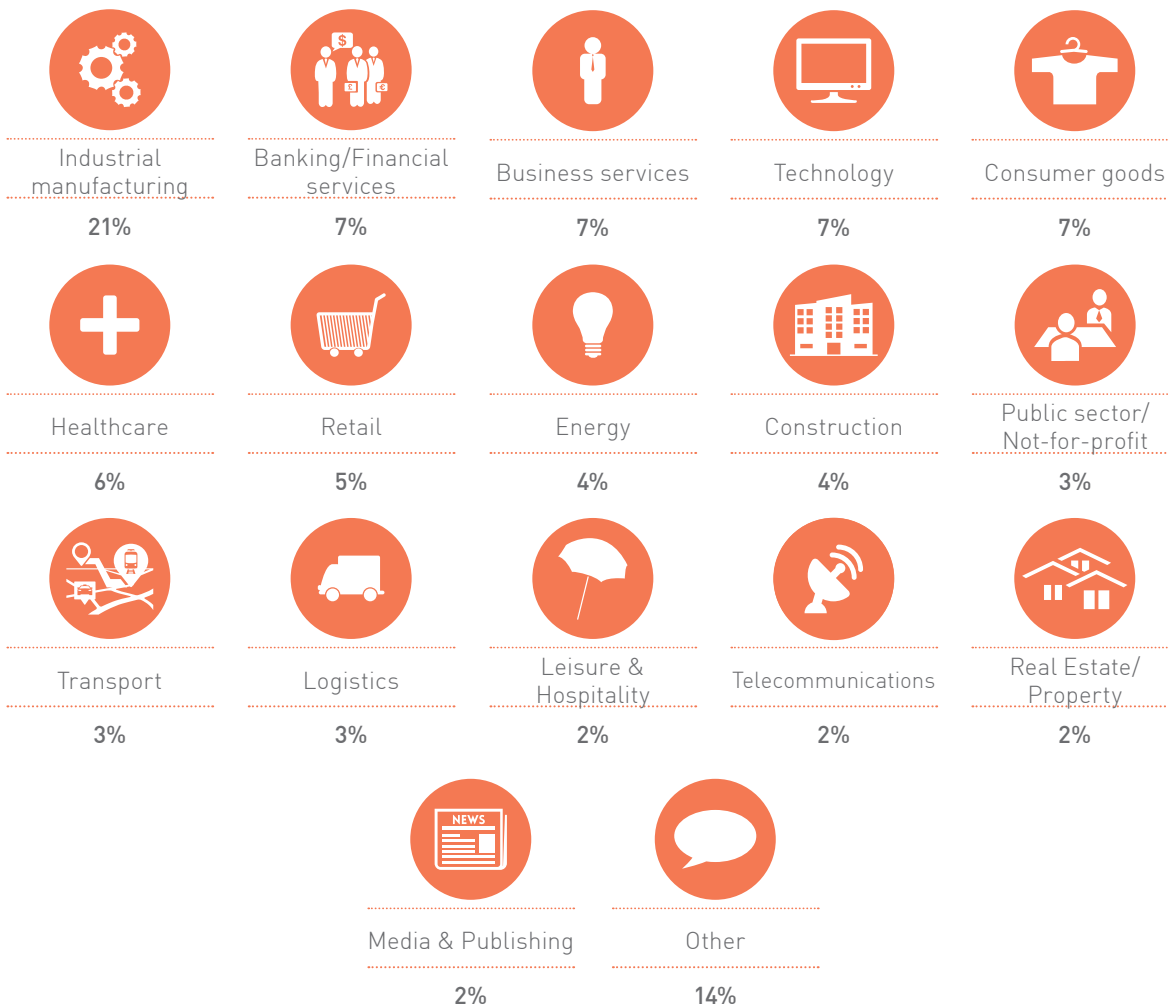 $
£
€
Industrial
manufacturing
21%
Banking/Financial
services
7%
Business services
7%
Technology
7%
Consumer goods
7%
Healthcare
6%
Retail
5%
Energy
4%
Construction
4%
Public sector/
Not-for-profit
3%
Transport
3%
Logistics
3%
Leisure &
Hospitality
2%
Telecommunications
2%
Real Estate/
Property
2%
NEWS
Media & Publishing
2%
Other
14%